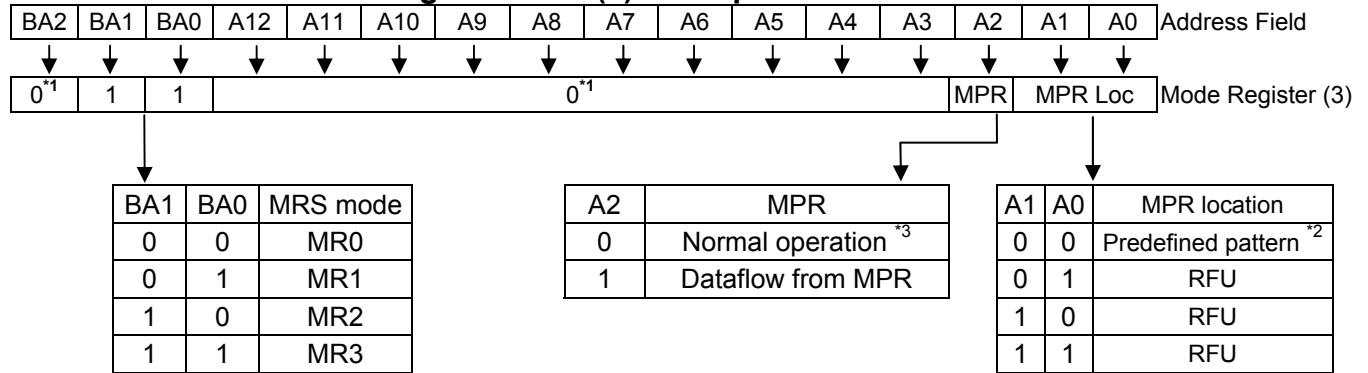 BA2 BA1 BA0 A12 A11 A10 A9 A8 A7 A6 A5 A4 A3 A2 A1 A0 Address Field
0*1 1 1 0*1 MPR MPR Loc Mode Register (3)
BA1 BA0 MRS mode
0 0 MR0
0 1 MR1
1 0 MR2
1 1 MR3
A2 MPR
0 Normal operation *3
1 Dataflow from MPR
A1 A0 MPR location
0 0 Predefined pattern *2
0 1 RFU
1 0 RFU
1 1 RFU